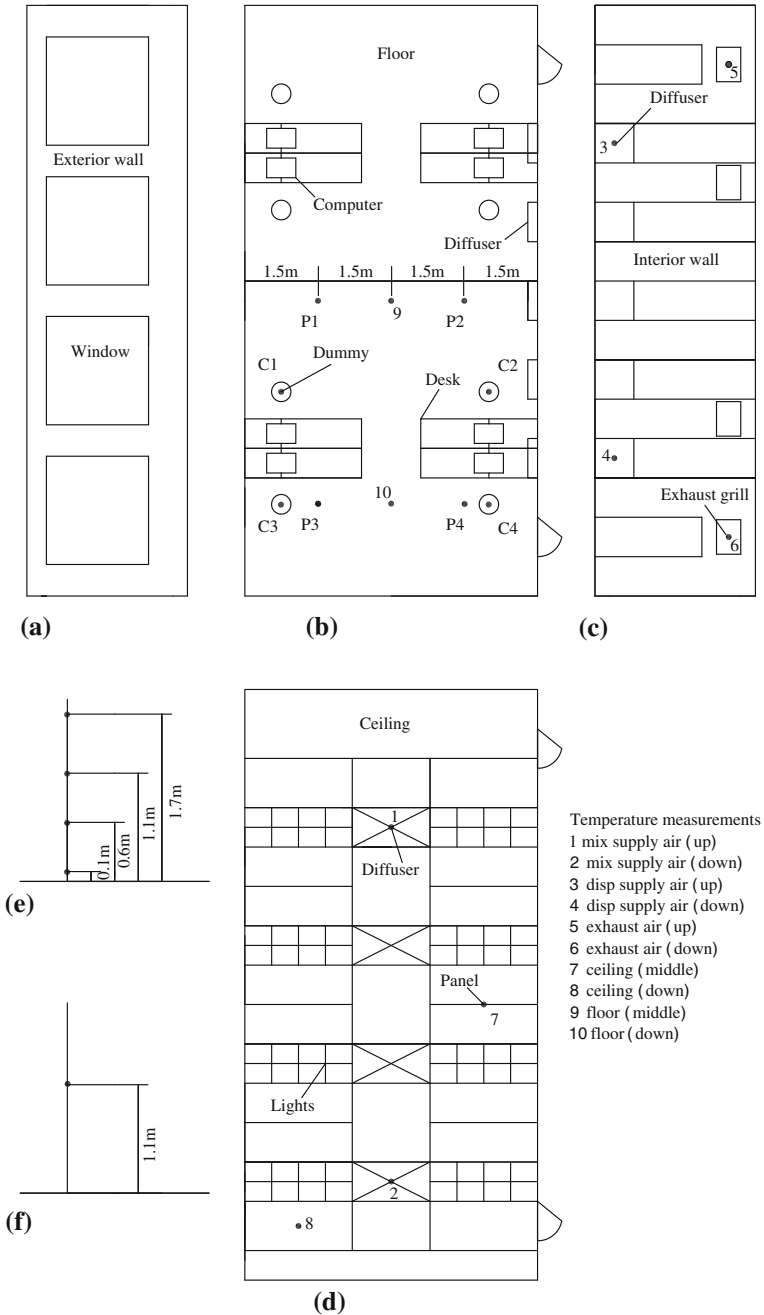 Exterior wall
Window
(a)
Floor
Computer
Diffuser
1.5m 1.5m 1.5m 1.5m
P1 9 P2
Dummy
C1 C2
Desk
10
C3 P3 P4 C4
(b)
5
Diffuser
3
Interior wall
4
Exhaust grill
6
(c)
0.1m
0.6m
1.1m
1.7m
(e)
1.1m
(f)
Ceiling
1
Diffuser
Panel
7
Lights
2
8
(d)
Temperature measurements
1 mix supply air (up)
2 mix supply air (down)
3 disp supply air (up)
4 disp supply air (down)
5 exhaust air (up)
6 exhaust air (down)
7 ceiling (middle)
8 ceiling (down)
9 floor (middle)
10 floor (down)